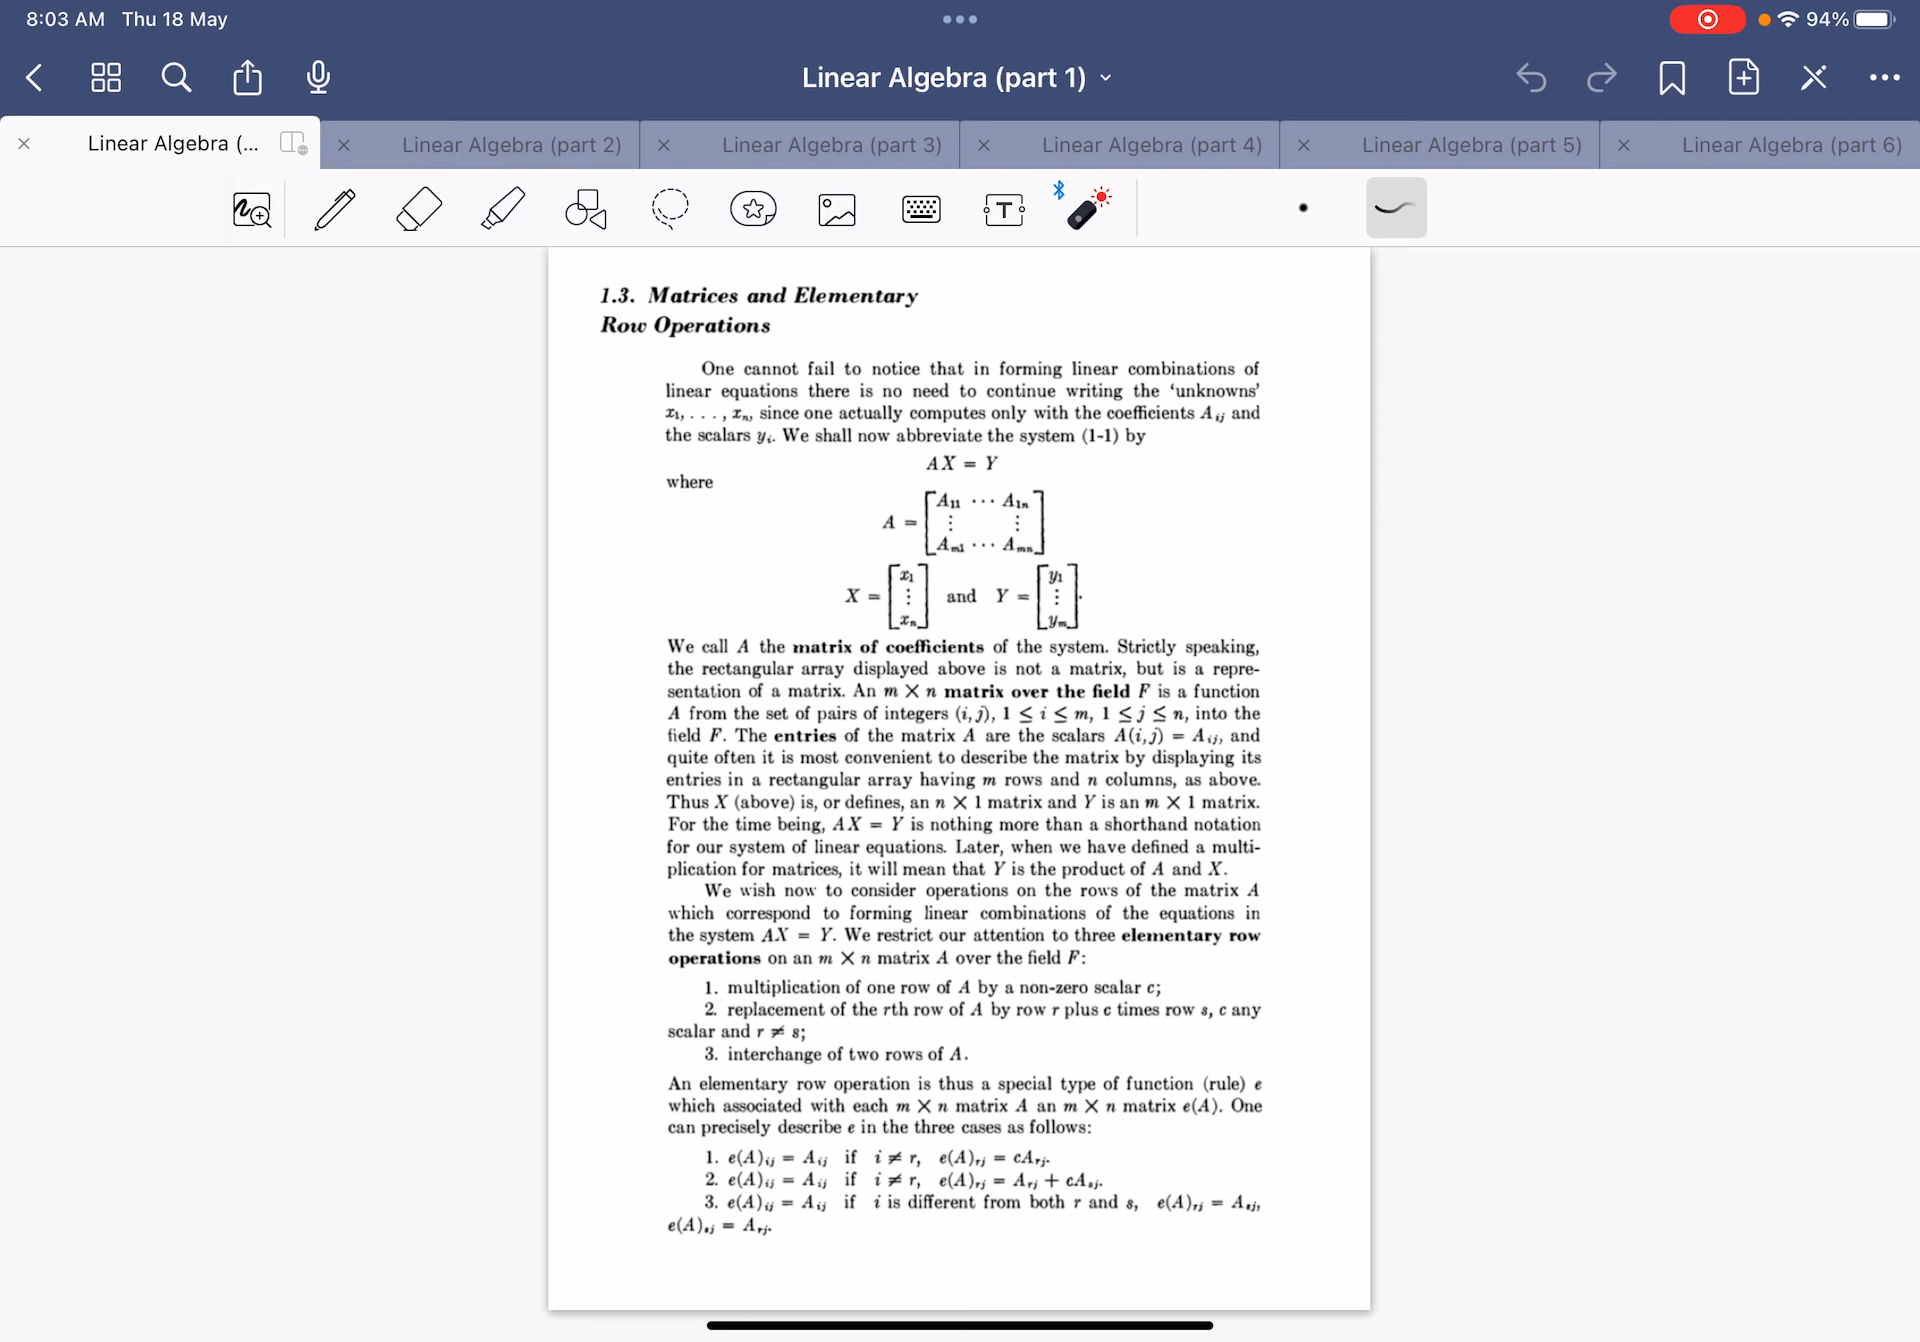 8:03 AM Thu 18 May
94%
Linear Algebra (part 1)
Linear Algebra (...
Linear Algebra (part 2)
Linear Algebra (part 3)
Linear Algebra (part 4)
Linear Algebra (part 5)
Linear Algebra (part 6)
T
1.3. Matrices and Elementary
Row Operations
One cannot fail to notice that in forming linear combinations of
linear equations there is no need to continue writing the ‘unknowns’
x₁, . . . , xₙ, since one actually computes only with the coefficients Aᵢⱼ and
the scalars yᵢ. We shall now abbreviate the system (1-1) by
AX = Y
where
A = [A₁₁ ⋯ A₁ₙ
⋮ ⋮
Aₘ₁ ⋯ Aₘₙ]
X = [x₁ ⋮ xₙ] and Y = [y₁ ⋮ yₘ].
We call A the matrix of coefficients of the system. Strictly speaking,
the rectangular array displayed above is not a matrix, but is a repre-
sentation of a matrix. An m × n matrix over the field F is a function
A from the set of pairs of integers (i, j), 1 ≤ i ≤ m, 1 ≤ j ≤ n, into the
field F. The entries of the matrix A are the scalars A(i, j) = Aᵢⱼ, and
quite often it is most convenient to describe the matrix by displaying its
entries in a rectangular array having m rows and n columns, as above.
Thus X (above) is, or defines, an n × 1 matrix and Y is an m × 1 matrix.
For the time being, AX = Y is nothing more than a shorthand notation
for our system of linear equations. Later, when we have defined a multi-
plication for matrices, it will mean that Y is the product of A and X.
We wish now to consider operations on the rows of the matrix A
which correspond to forming linear combinations of the equations in
the system AX = Y. We restrict our attention to three elementary row
operations on an m × n matrix A over the field F:
1. multiplication of one row of A by a non-zero scalar c;
2. replacement of the rth row of A by row r plus c times row s, c any
scalar and r ≠ s;
3. interchange of two rows of A.
An elementary row operation is thus a special type of function (rule) e
which associated with each m × n matrix A an m × n matrix e(A). One
can precisely describe e in the three cases as follows:
1. e(A)ᵢⱼ = Aᵢⱼ if i ≠ r, e(A)ᵣⱼ = cAᵣⱼ.
2. e(A)ᵢⱼ = Aᵢⱼ if i ≠ r, e(A)ᵣⱼ = Aᵣⱼ + cAₛⱼ.
3. e(A)ᵢⱼ = Aᵢⱼ if i is different from both r and s, e(A)ᵣⱼ = Aₛⱼ,
e(A)ₛⱼ = Aᵣⱼ.